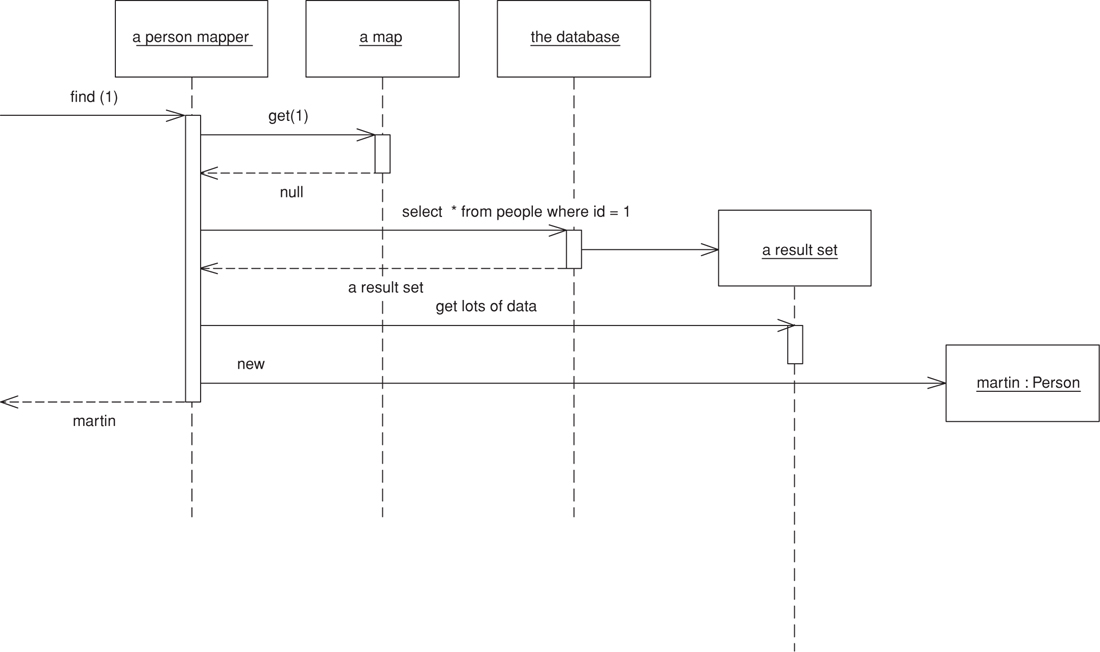 a person mapper
a map
the database
find (1)
get(1)
null
select * from people where id = 1
a result set
a result set
get lots of data
new
martin : Person
martin